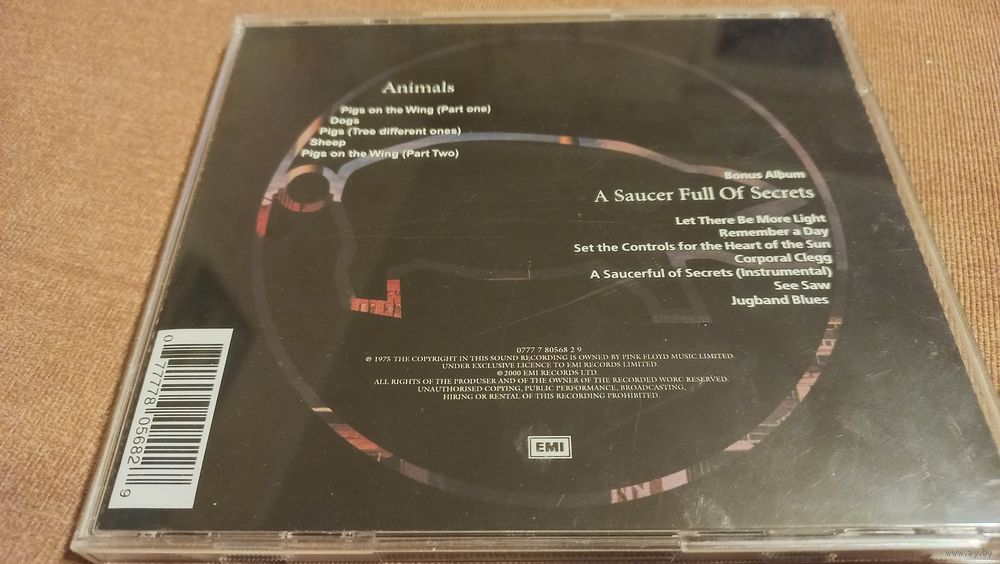 Animals
Pigs on the Wing (Part one)
Dogs
Pigs (Tree different ones)
Sheep
Pigs on the Wing (Part Two)
Bonus Album
A Saucer Full Of Secrets
Let There Be More Light
Remember a Day
Set the Controls for the Heart of the Sun
Corporal Clegg
A Saucerful of Secrets (Instrumental)
See Saw
Jugband Blues
0777 7 80568 2 9
℗ 1975 THE COPYRIGHT IN THIS SOUND RECORDING IS OWNED BY PINK FLOYD MUSIC LIMITED.
UNDER EXCLUSIVE LICENCE TO EMI RECORDS LIMITED.
© 2000 EMI RECORDS LTD.
ALL RIGHTS OF THE PRODUSER AND OF THE OWNER OF THE RECORDED WORC RESERVED.
UNAUTHORISED COPYING, PUBLIC PERFORMANCE, BROADCASTING,
HIRING OR RENTAL OF THIS RECORDING PROHIBITED.
EMI
0 77778 05682 9
www.ay.by